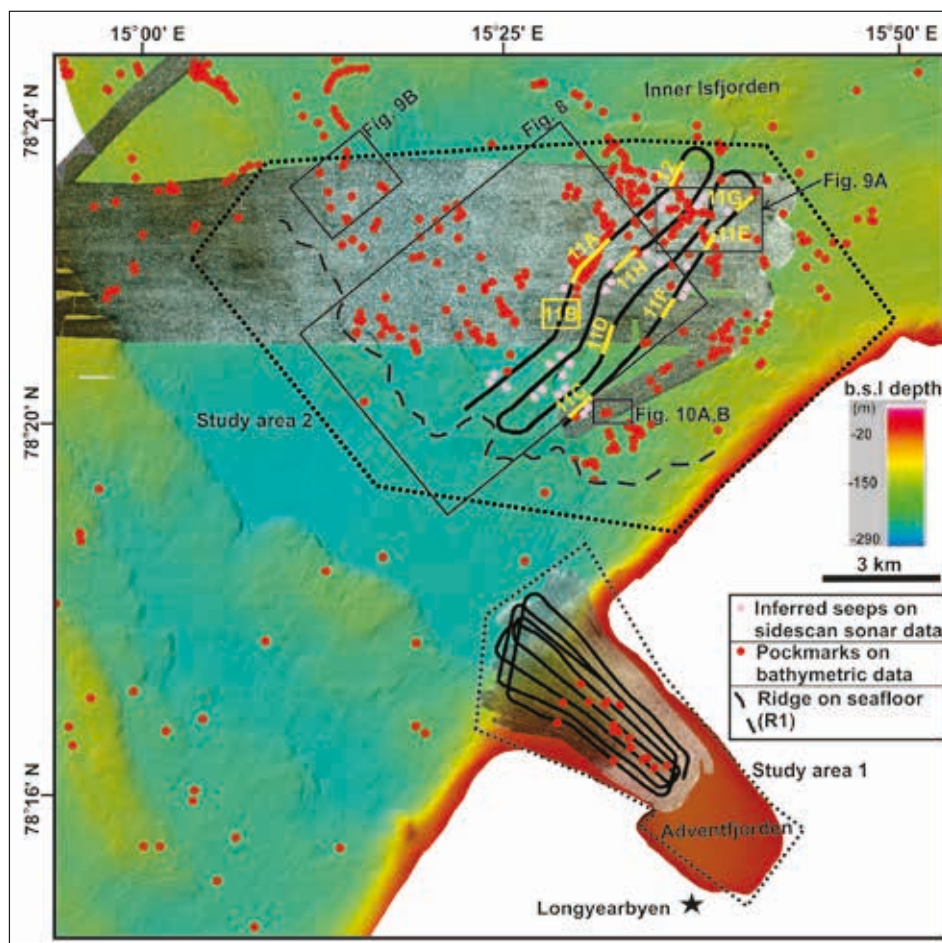 15°00' E
15°25' E
15°50' E
78°24' N
78°20' N
78°16' N
Inner Isfjorden
Fig. 9B
Fig. 8
Fig. 9A
12
11G
11A
11E
11H
11F
11B
11D
11C
Fig. 10A,B
Study area 2
b.s.l depth
(m)
-20
-150
-290
3 km
Inferred seeps on
sidescan sonar data
Pockmarks on
bathymetric data
Ridge on seafloor
(R1)
Study area 1
Adventfjorden
Longyearbyen